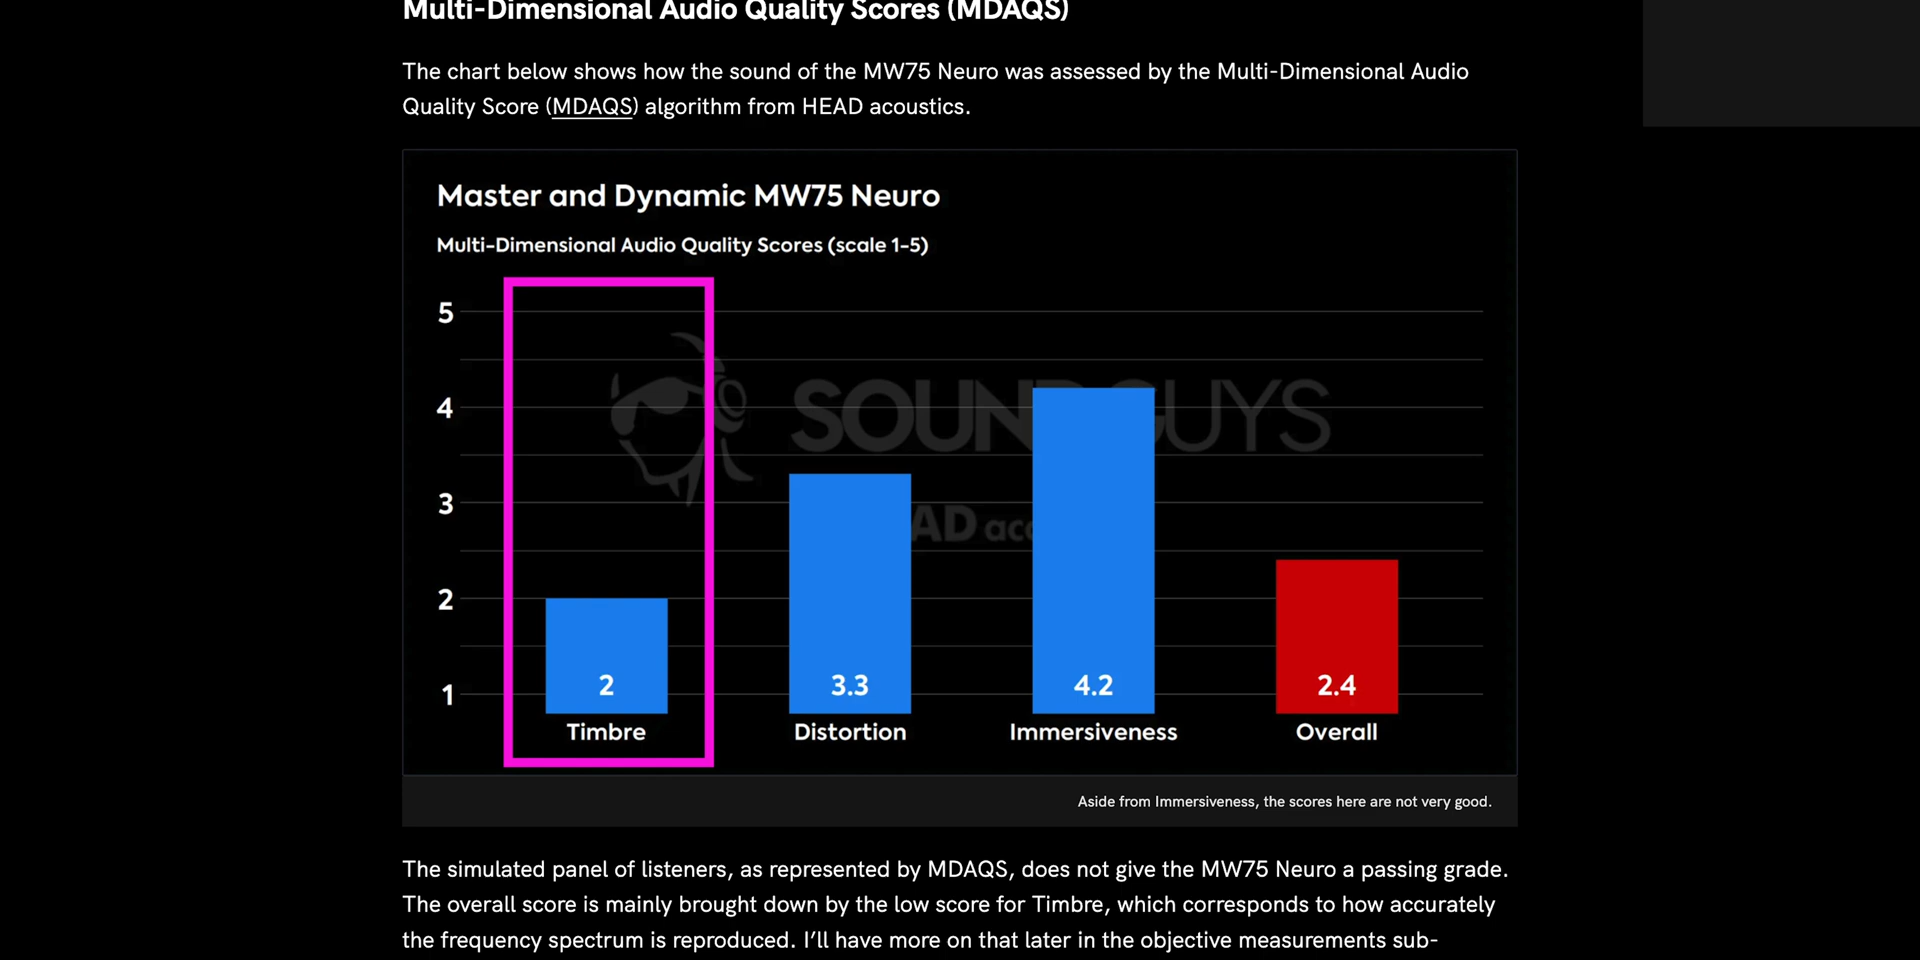 Multi-Dimensional Audio Quality Scores (MDAQS)
The chart below shows how the sound of the MW75 Neuro was assessed by the Multi-Dimensional Audio
Quality Score (MDAQS) algorithm from HEAD acoustics.
Master and Dynamic MW75 Neuro
Multi-Dimensional Audio Quality Scores (scale 1-5)
5
4
3
2
1
SOUN GUYS
AD aco
2
3.3
4.2
2.4
Timbre
Distortion
Immersiveness
Overall
Aside from Immersiveness, the scores here are not very good.
The simulated panel of listeners, as represented by MDAQS, does not give the MW75 Neuro a passing grade.
The overall score is mainly brought down by the low score for Timbre, which corresponds to how accurately
the frequency spectrum is reproduced. I'll have more on that later in the objective measurements sub-